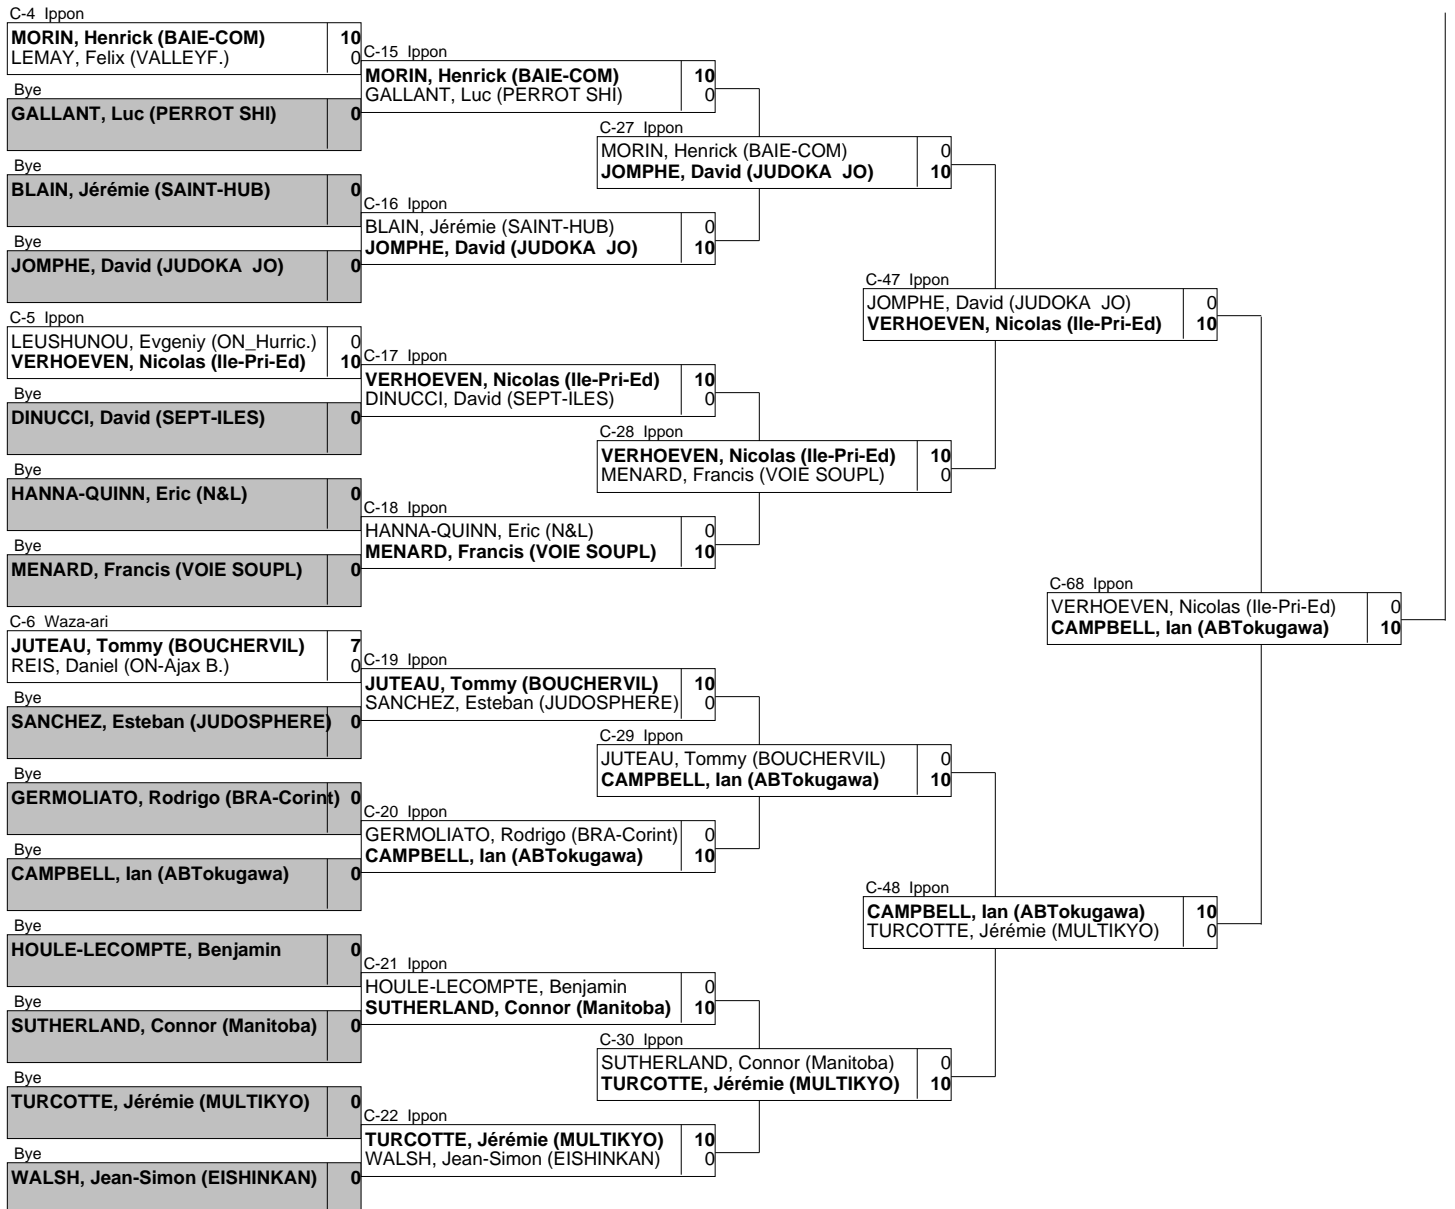 C-4 Ippon
MORIN, Henrick (BAIE-COM) 10
LEMAY, Felix (VALLEYF.) 0
Bye
GALLANT, Luc (PERROT SHI) 0
Bye
BLAIN, Jérémie (SAINT-HUB) 0
Bye
JOMPHE, David (JUDOKA JO) 0
C-5 Ippon
LEUSHUNOU, Evgeniy (ON_Hurric.) 0
VERHOEVEN, Nicolas (Ile-Pri-Ed) 10
Bye
DINUCCI, David (SEPT-ILES) 0
Bye
HANNA-QUINN, Eric (N&L) 0
Bye
MENARD, Francis (VOIE SOUPL) 0
C-6 Waza-ari
JUTEAU, Tommy (BOUCHERVIL) 7
REIS, Daniel (ON-Ajax B.) 0
Bye
SANCHEZ, Esteban (JUDOSPHERE) 0
Bye
GERMOLIATO, Rodrigo (BRA-Corint) 0
Bye
CAMPBELL, Ian (ABTokugawa) 0
Bye
HOULE-LECOMPTE, Benjamin 0
Bye
SUTHERLAND, Connor (Manitoba) 0
Bye
TURCOTTE, Jérémie (MULTIKYO) 0
Bye
WALSH, Jean-Simon (EISHINKAN) 0
C-15 Ippon
MORIN, Henrick (BAIE-COM) 10
GALLANT, Luc (PERROT SHI) 0
C-16 Ippon
BLAIN, Jérémie (SAINT-HUB) 0
JOMPHE, David (JUDOKA JO) 10
C-17 Ippon
VERHOEVEN, Nicolas (Ile-Pri-Ed) 10
DINUCCI, David (SEPT-ILES) 0
C-18 Ippon
HANNA-QUINN, Eric (N&L) 0
MENARD, Francis (VOIE SOUPL) 10
C-19 Ippon
JUTEAU, Tommy (BOUCHERVIL) 10
SANCHEZ, Esteban (JUDOSPHERE) 0
C-20 Ippon
GERMOLIATO, Rodrigo (BRA-Corint) 0
CAMPBELL, Ian (ABTokugawa) 10
C-21 Ippon
HOULE-LECOMPTE, Benjamin 0
SUTHERLAND, Connor (Manitoba) 10
C-22 Ippon
TURCOTTE, Jérémie (MULTIKYO) 10
WALSH, Jean-Simon (EISHINKAN) 0
C-27 Ippon
MORIN, Henrick (BAIE-COM) 0
JOMPHE, David (JUDOKA JO) 10
C-28 Ippon
VERHOEVEN, Nicolas (Ile-Pri-Ed) 10
MENARD, Francis (VOIE SOUPL) 0
C-29 Ippon
JUTEAU, Tommy (BOUCHERVIL) 0
CAMPBELL, Ian (ABTokugawa) 10
C-30 Ippon
SUTHERLAND, Connor (Manitoba) 0
TURCOTTE, Jérémie (MULTIKYO) 10
C-47 Ippon
JOMPHE, David (JUDOKA JO) 0
VERHOEVEN, Nicolas (Ile-Pri-Ed) 10
C-48 Ippon
CAMPBELL, Ian (ABTokugawa) 10
TURCOTTE, Jérémie (MULTIKYO) 0
C-68 Ippon
VERHOEVEN, Nicolas (Ile-Pri-Ed) 0
CAMPBELL, Ian (ABTokugawa) 10